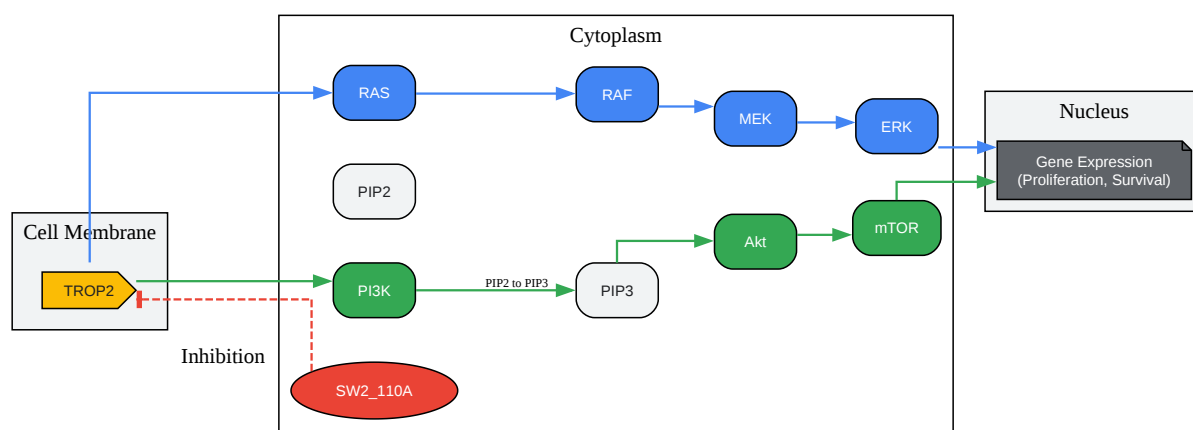 Cytoplasm
RAS
RAF
MEK
ERK
Nucleus
Gene Expression
(Proliferation, Survival)
PIP2
Cell Membrane
TROP2
PI3K
PIP2 to PIP3
PIP3
Akt
mTOR
Inhibition
SW2_110A